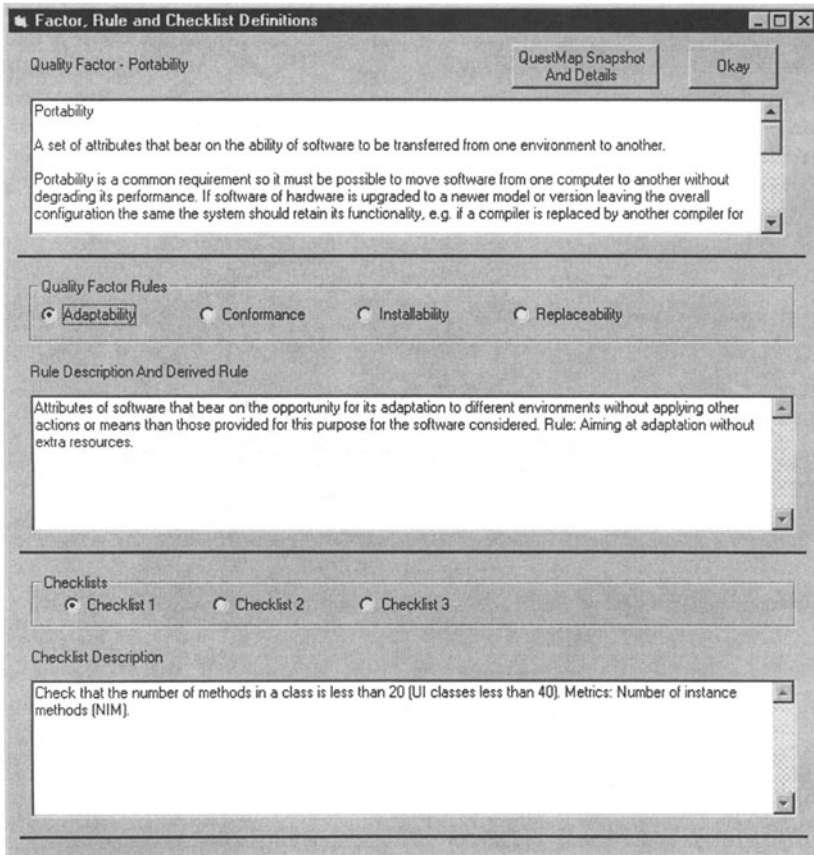 Factor, Rule and Checklist Definitions
Quality Factor - Portability
QuestMap Snapshot
And Details
Okay
Portability
A set of attributes that bear on the ability of software to be transferred from one environment to another.
Portability is a common requirement so it must be possible to move software from one computer to another without
degrading its performance. If software of hardware is upgraded to a newer model or version leaving the overall
configuration the same the system should retain its functionality, e.g. if a compiler is replaced by another compiler for
Quality Factor Rules
Adaptability
Conformance
Installability
Replaceability
Rule Description And Derived Rule
Attributes of software that bear on the opportunity for its adaptation to different environments without applying other
actions or means than those provided for this purpose for the software considered. Rule: Aiming at adaptation without
extra resources.
Checklists
Checklist 1
Checklist 2
Checklist 3
Checklist Description
Check that the number of methods in a class is less than 20 (UI classes less than 40). Metrics: Number of instance
methods (NIM).